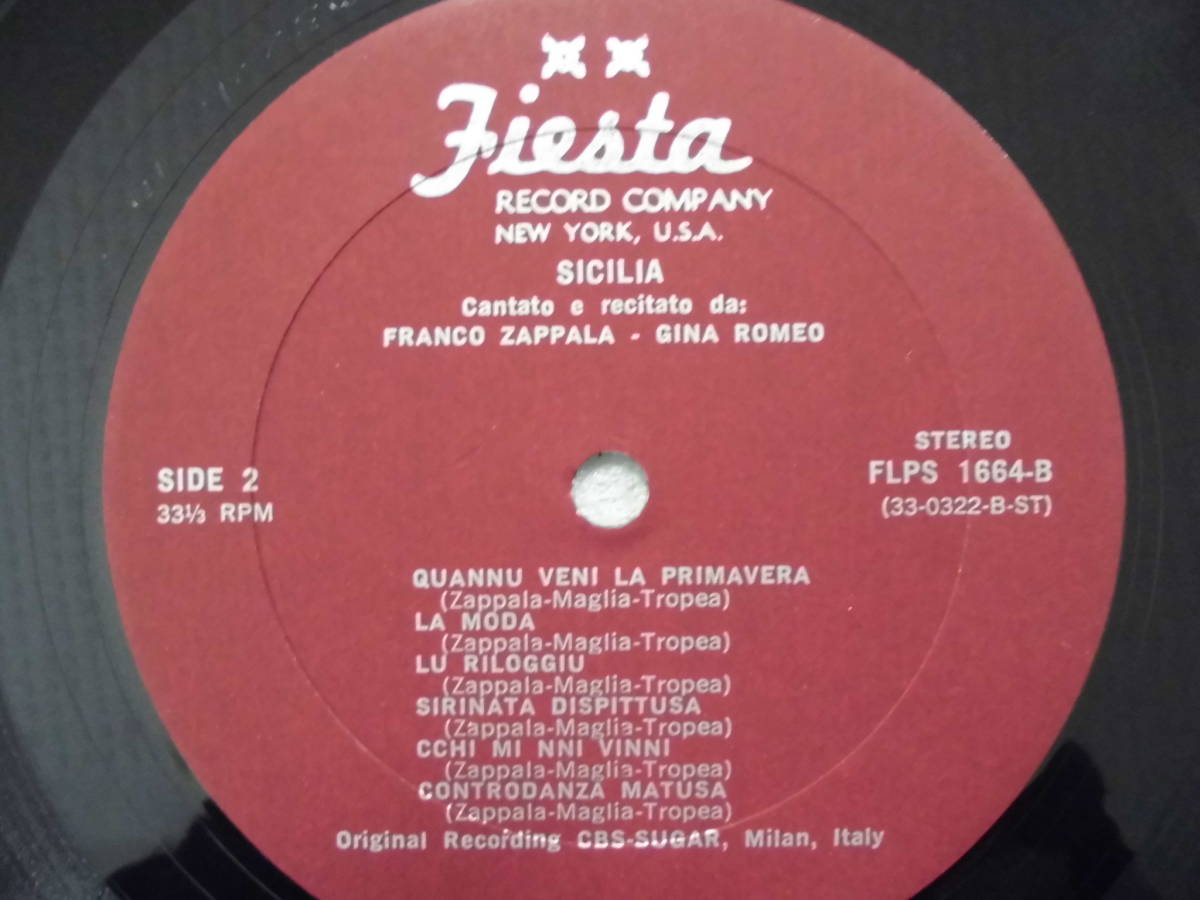 Fiesta
RECORD COMPANY
NEW YORK, U.S.A.
SICILIA
Cantato e recitato da:
FRANCO ZAPPALA - GINA ROMEO
SIDE 2
33⅓ RPM
STEREO
FLPS 1664-B
(33-0322-B-ST)
QUANNU VENI LA PRIMAVERA
(Zappala-Maglia-Tropea)
LA MODA
(Zappala-Maglia-Tropea)
LU RILOGGIU
(Zappala-Maglia-Tropea)
SIRINATA DISPITTUSA
(Zappala-Maglia-Tropea)
CCHI MI NNI VINNI
(Zappala-Maglia-Tropea)
CONTRODANZA MATUSA
(Zappala-Maglia-Tropea)
Original Recording CBS-SUGAR, Milan, Italy